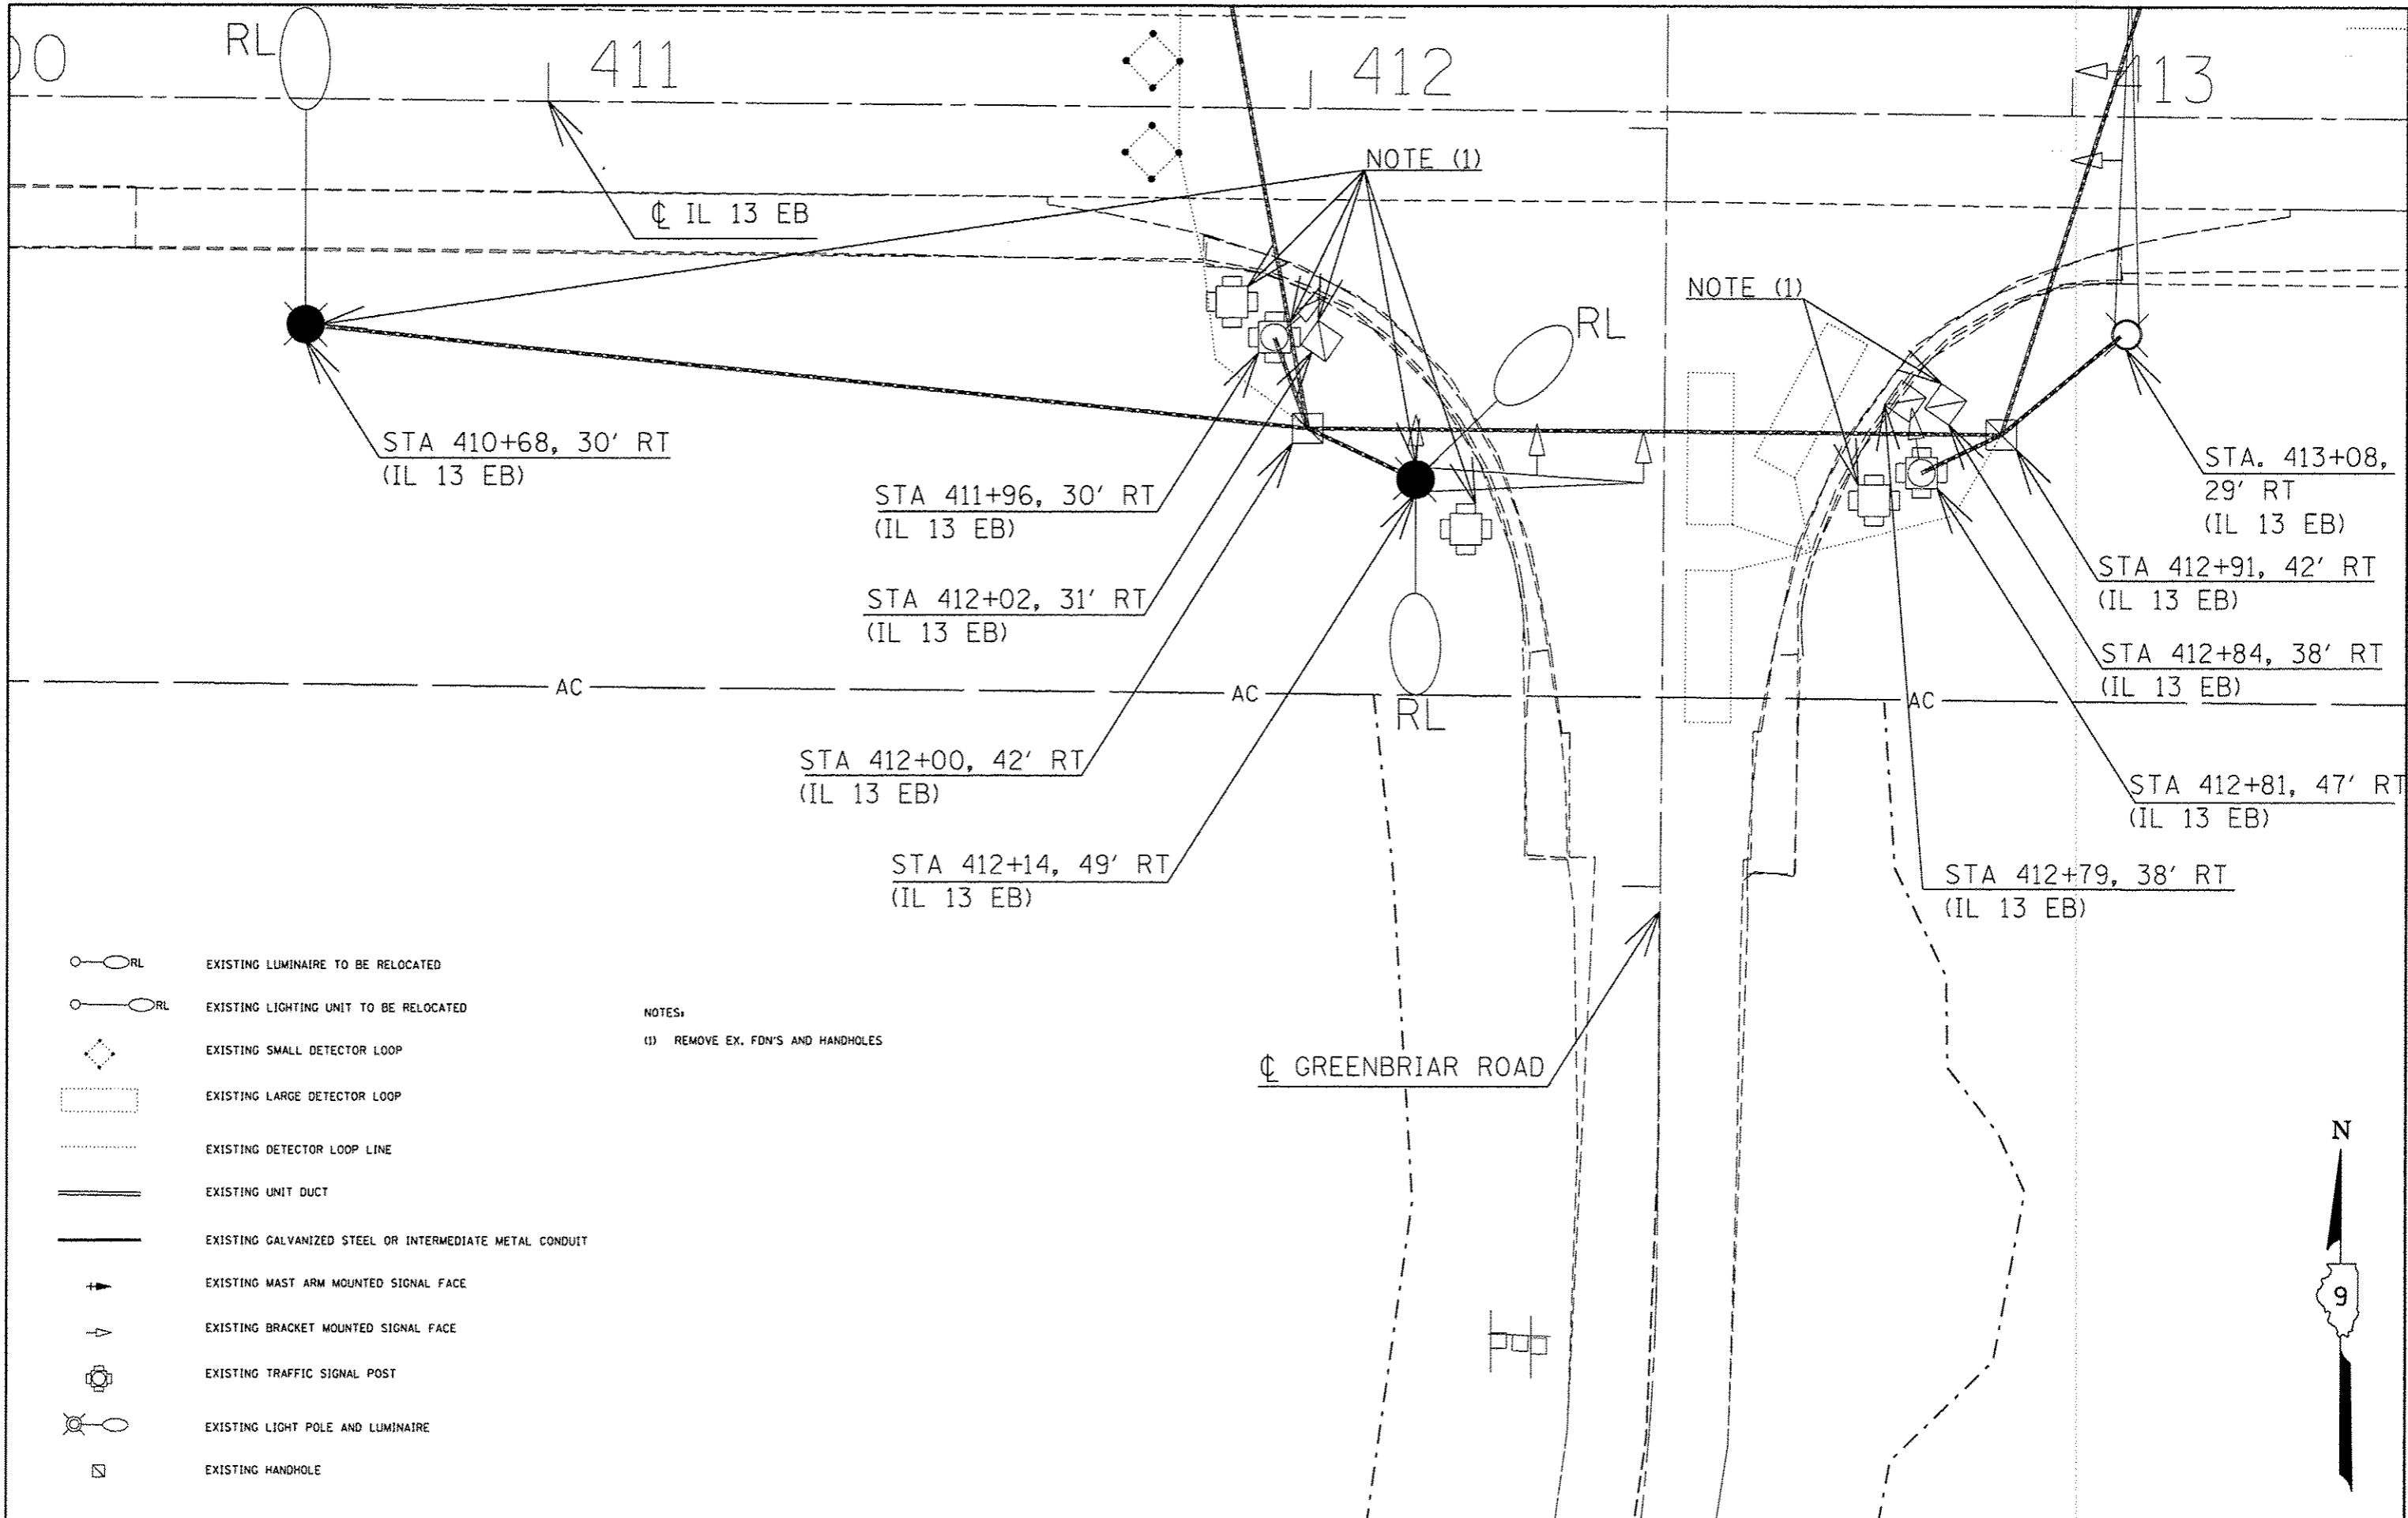 00
RL
411
412
413
NOTE (1)
℄ IL 13 EB
NOTE (1)
RL
STA 410+68, 30' RT
(IL 13 EB)
STA 411+96, 30' RT
(IL 13 EB)
STA. 413+08,
29' RT
(IL 13 EB)
STA 412+91, 42' RT
(IL 13 EB)
STA 412+02, 31' RT
(IL 13 EB)
STA 412+84, 38' RT
(IL 13 EB)
AC
AC
AC
RL
STA 412+00, 42' RT
(IL 13 EB)
STA 412+81, 47' RT
(IL 13 EB)
STA 412+14, 49' RT
(IL 13 EB)
STA 412+79, 38' RT
(IL 13 EB)
RL EXISTING LUMINAIRE TO BE RELOCATED
RL EXISTING LIGHTING UNIT TO BE RELOCATED
EXISTING SMALL DETECTOR LOOP
EXISTING LARGE DETECTOR LOOP
EXISTING DETECTOR LOOP LINE
EXISTING UNIT DUCT
EXISTING GALVANIZED STEEL OR INTERMEDIATE METAL CONDUIT
EXISTING MAST ARM MOUNTED SIGNAL FACE
EXISTING BRACKET MOUNTED SIGNAL FACE
EXISTING TRAFFIC SIGNAL POST
EXISTING LIGHT POLE AND LUMINAIRE
EXISTING HANDHOLE
NOTES:
(1) REMOVE EX. FDN'S AND HANDHOLES
℄ GREENBRIAR ROAD
N
9